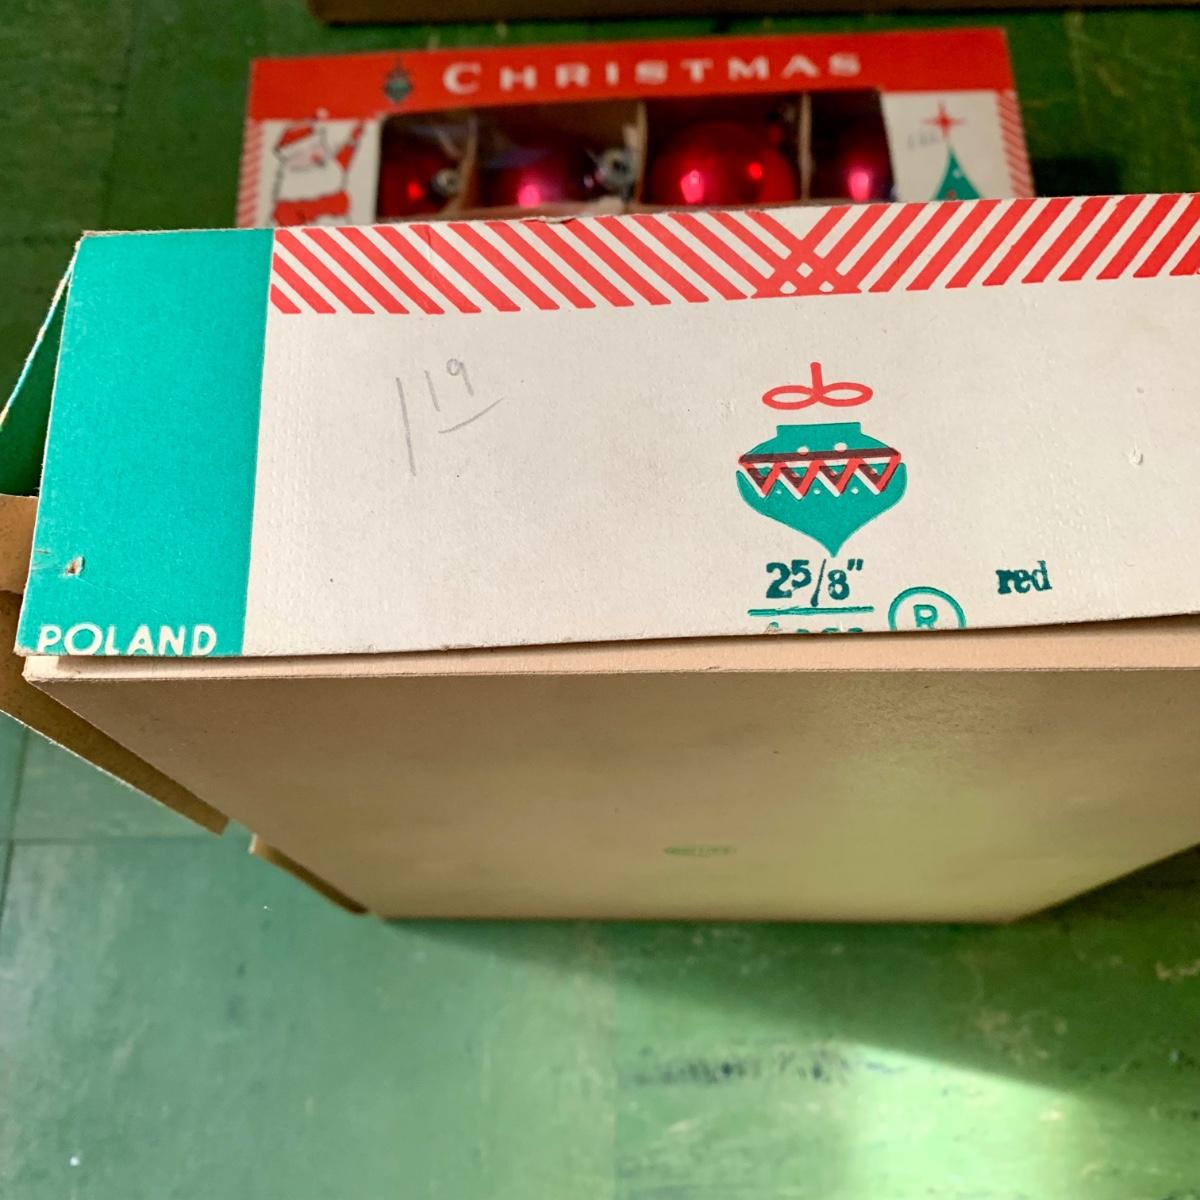 CHRISTMAS
1 19
2 5/8"
red
R
POLAND